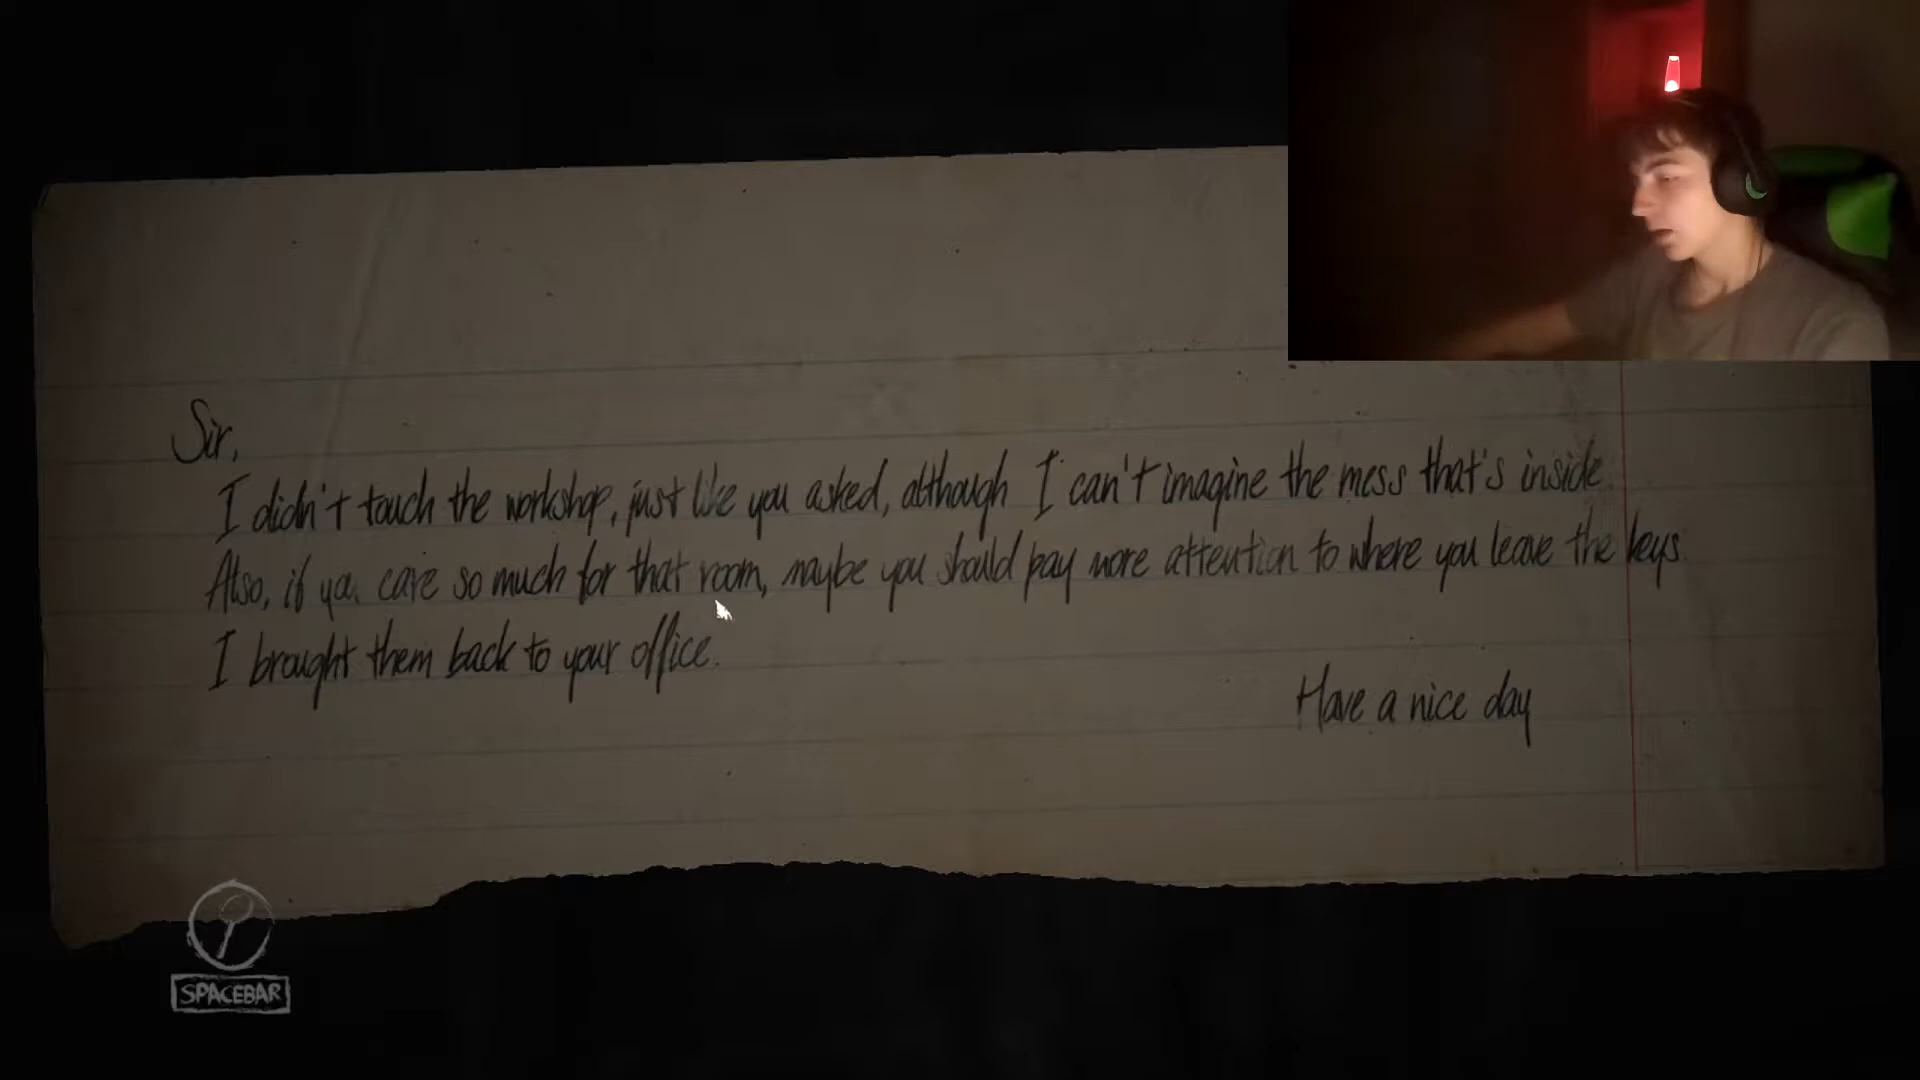 Sir,
I didn't touch the workshop, just like you asked, although I can't imagine the mess that's inside.
Also, if you care so much for that room, maybe you should pay more attention to where you leave the keys.
I brought them back to your office.
Have a nice day
SPACEBAR